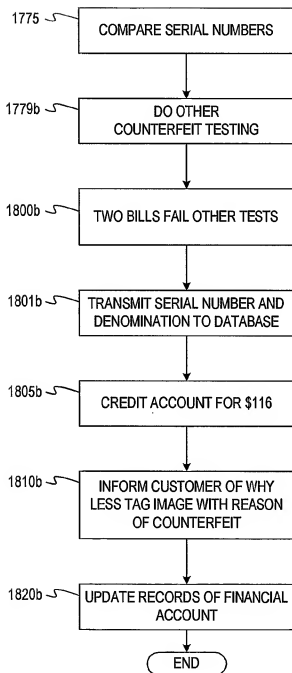 1775
COMPARE SERIAL NUMBERS
1779b
DO OTHER
COUNTERFEIT TESTING
1800b
TWO BILLS FAIL OTHER TESTS
1801b
TRANSMIT SERIAL NUMBER AND
DENOMINATION TO DATABASE
1805b
CREDIT ACCOUNT FOR $116
1810b
INFORM CUSTOMER OF WHY
LESS TAG IMAGE WITH REASON
OF COUNTERFEIT
1820b
UPDATE RECORDS OF FINANCIAL
ACCOUNT
END